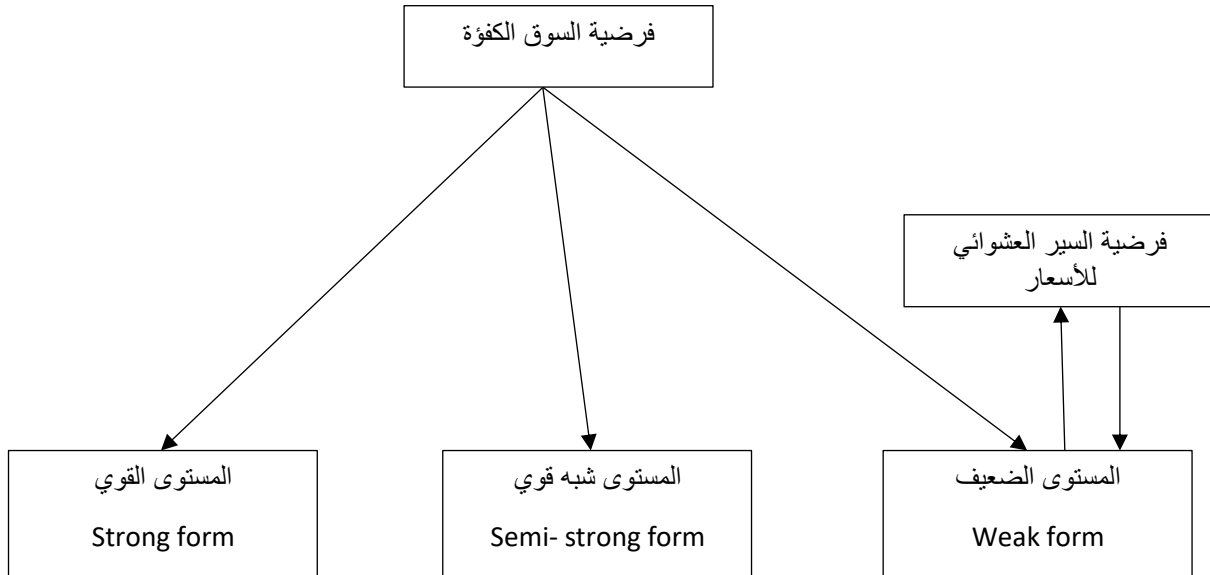 فرضية السوق الكفؤة
فرضية السير العشوائي
للأسعار
المستوى القوي
Strong form
المستوى شبه قوي
Semi- strong form
المستوى الضعيف
Weak form